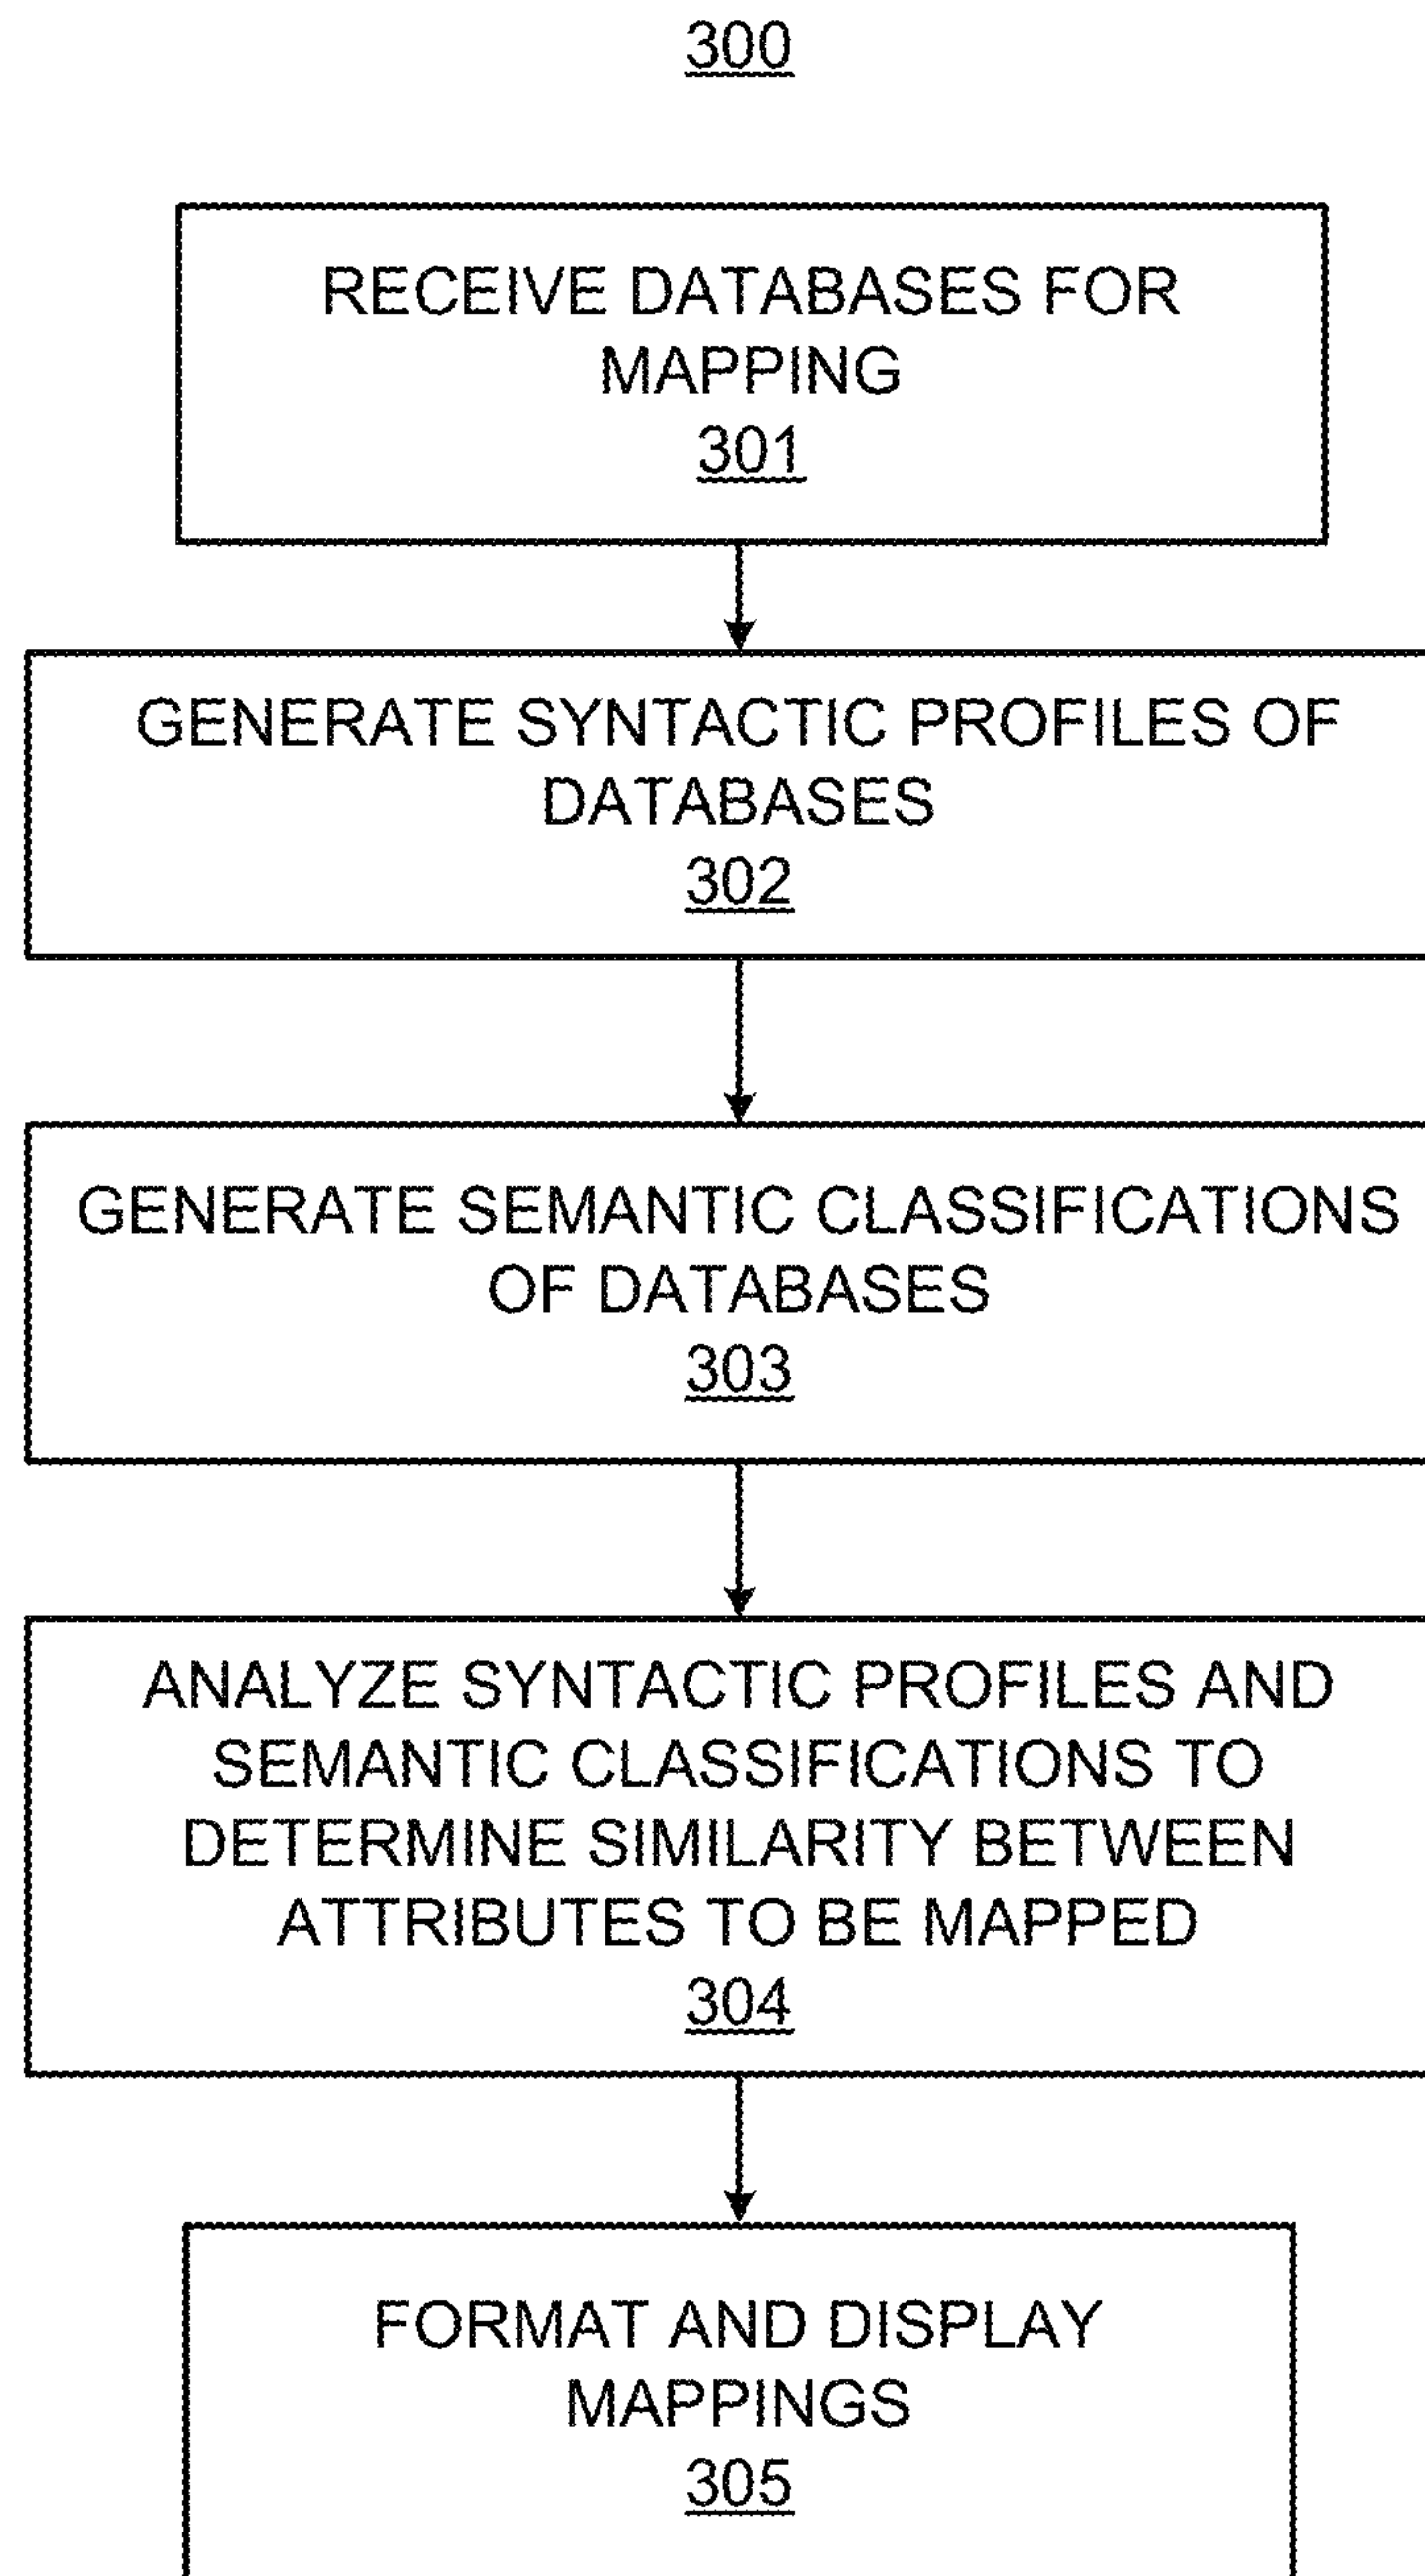 300
RECEIVE DATABASES FOR
MAPPING
301
GENERATE SYNTACTIC PROFILES OF
DATABASES
302
GENERATE SEMANTIC CLASSIFICATIONS
OF DATABASES
303
ANALYZE SYNTACTIC PROFILES AND
SEMANTIC CLASSIFICATIONS TO
DETERMINE SIMILARITY BETWEEN
ATTRIBUTES TO BE MAPPED
304
FORMAT AND DISPLAY
MAPPINGS
305